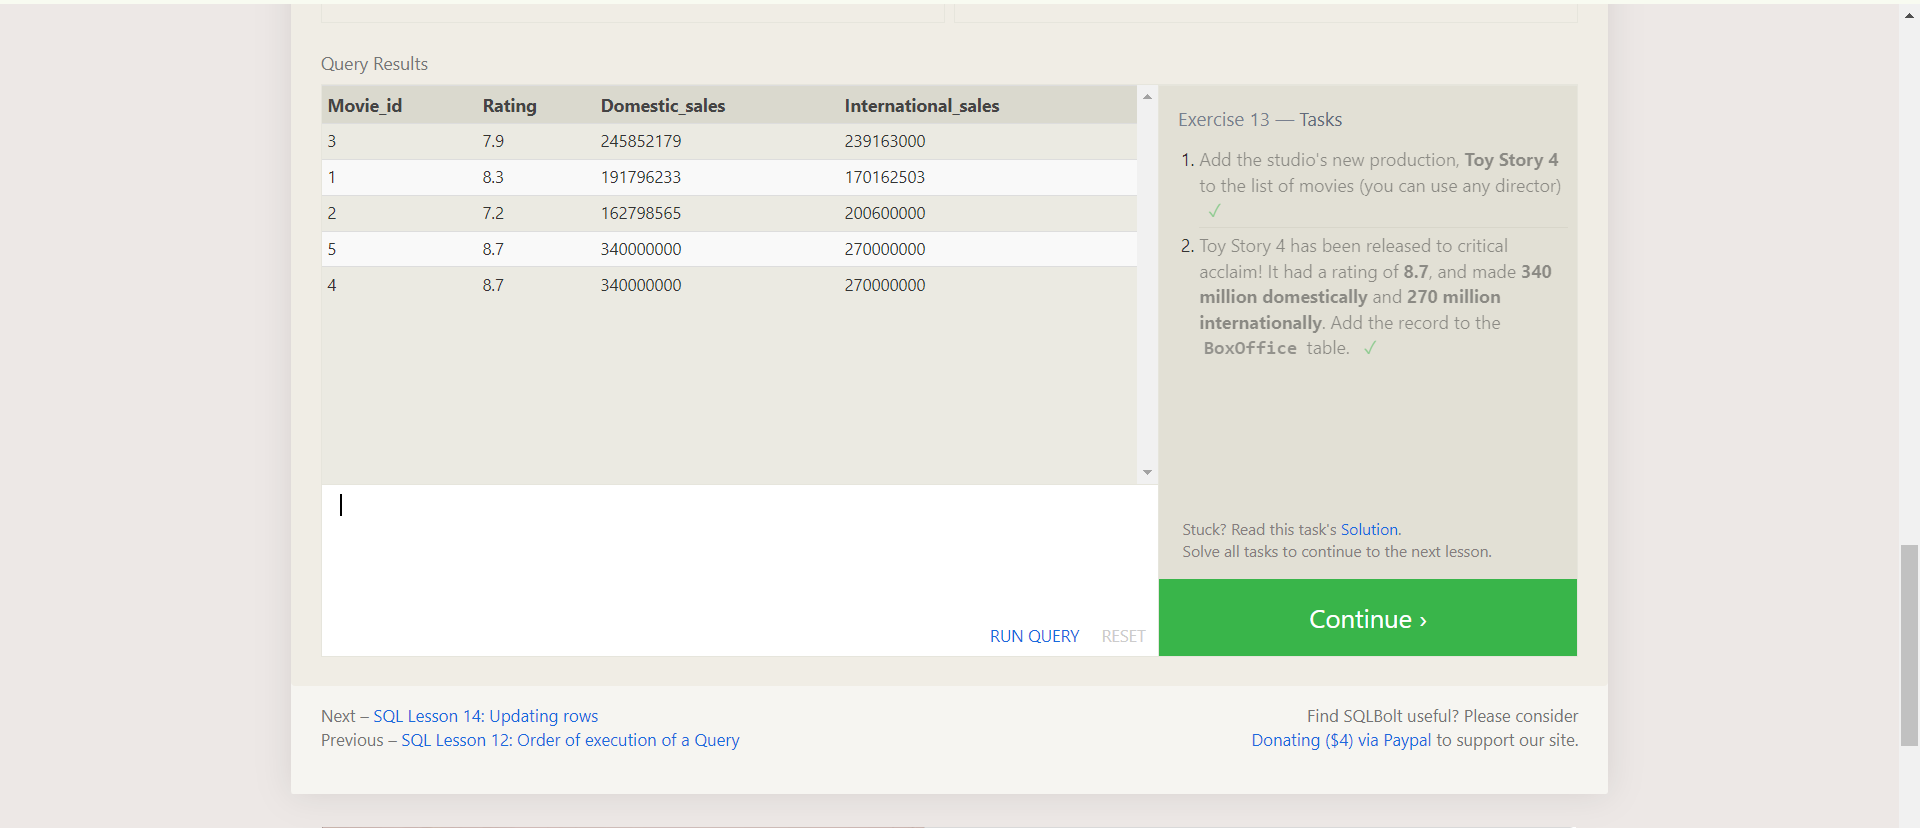 Query Results
Movie_id Rating Domestic_sales International_sales
3 7.9 245852179 239163000
1 8.3 191796233 170162503
2 7.2 162798565 200600000
5 8.7 340000000 270000000
4 8.7 340000000 270000000
RUN QUERY RESET
Exercise 13 — Tasks
1. Add the studio's new production, Toy Story 4
to the list of movies (you can use any director)
✓
2. Toy Story 4 has been released to critical
acclaim! It had a rating of 8.7, and made 340
million domestically and 270 million
internationally. Add the record to the
BoxOffice table. ✓
Stuck? Read this task's Solution.
Solve all tasks to continue to the next lesson.
Continue ›
Next – SQL Lesson 14: Updating rows
Previous – SQL Lesson 12: Order of execution of a Query
Find SQLBolt useful? Please consider
Donating ($4) via Paypal to support our site.